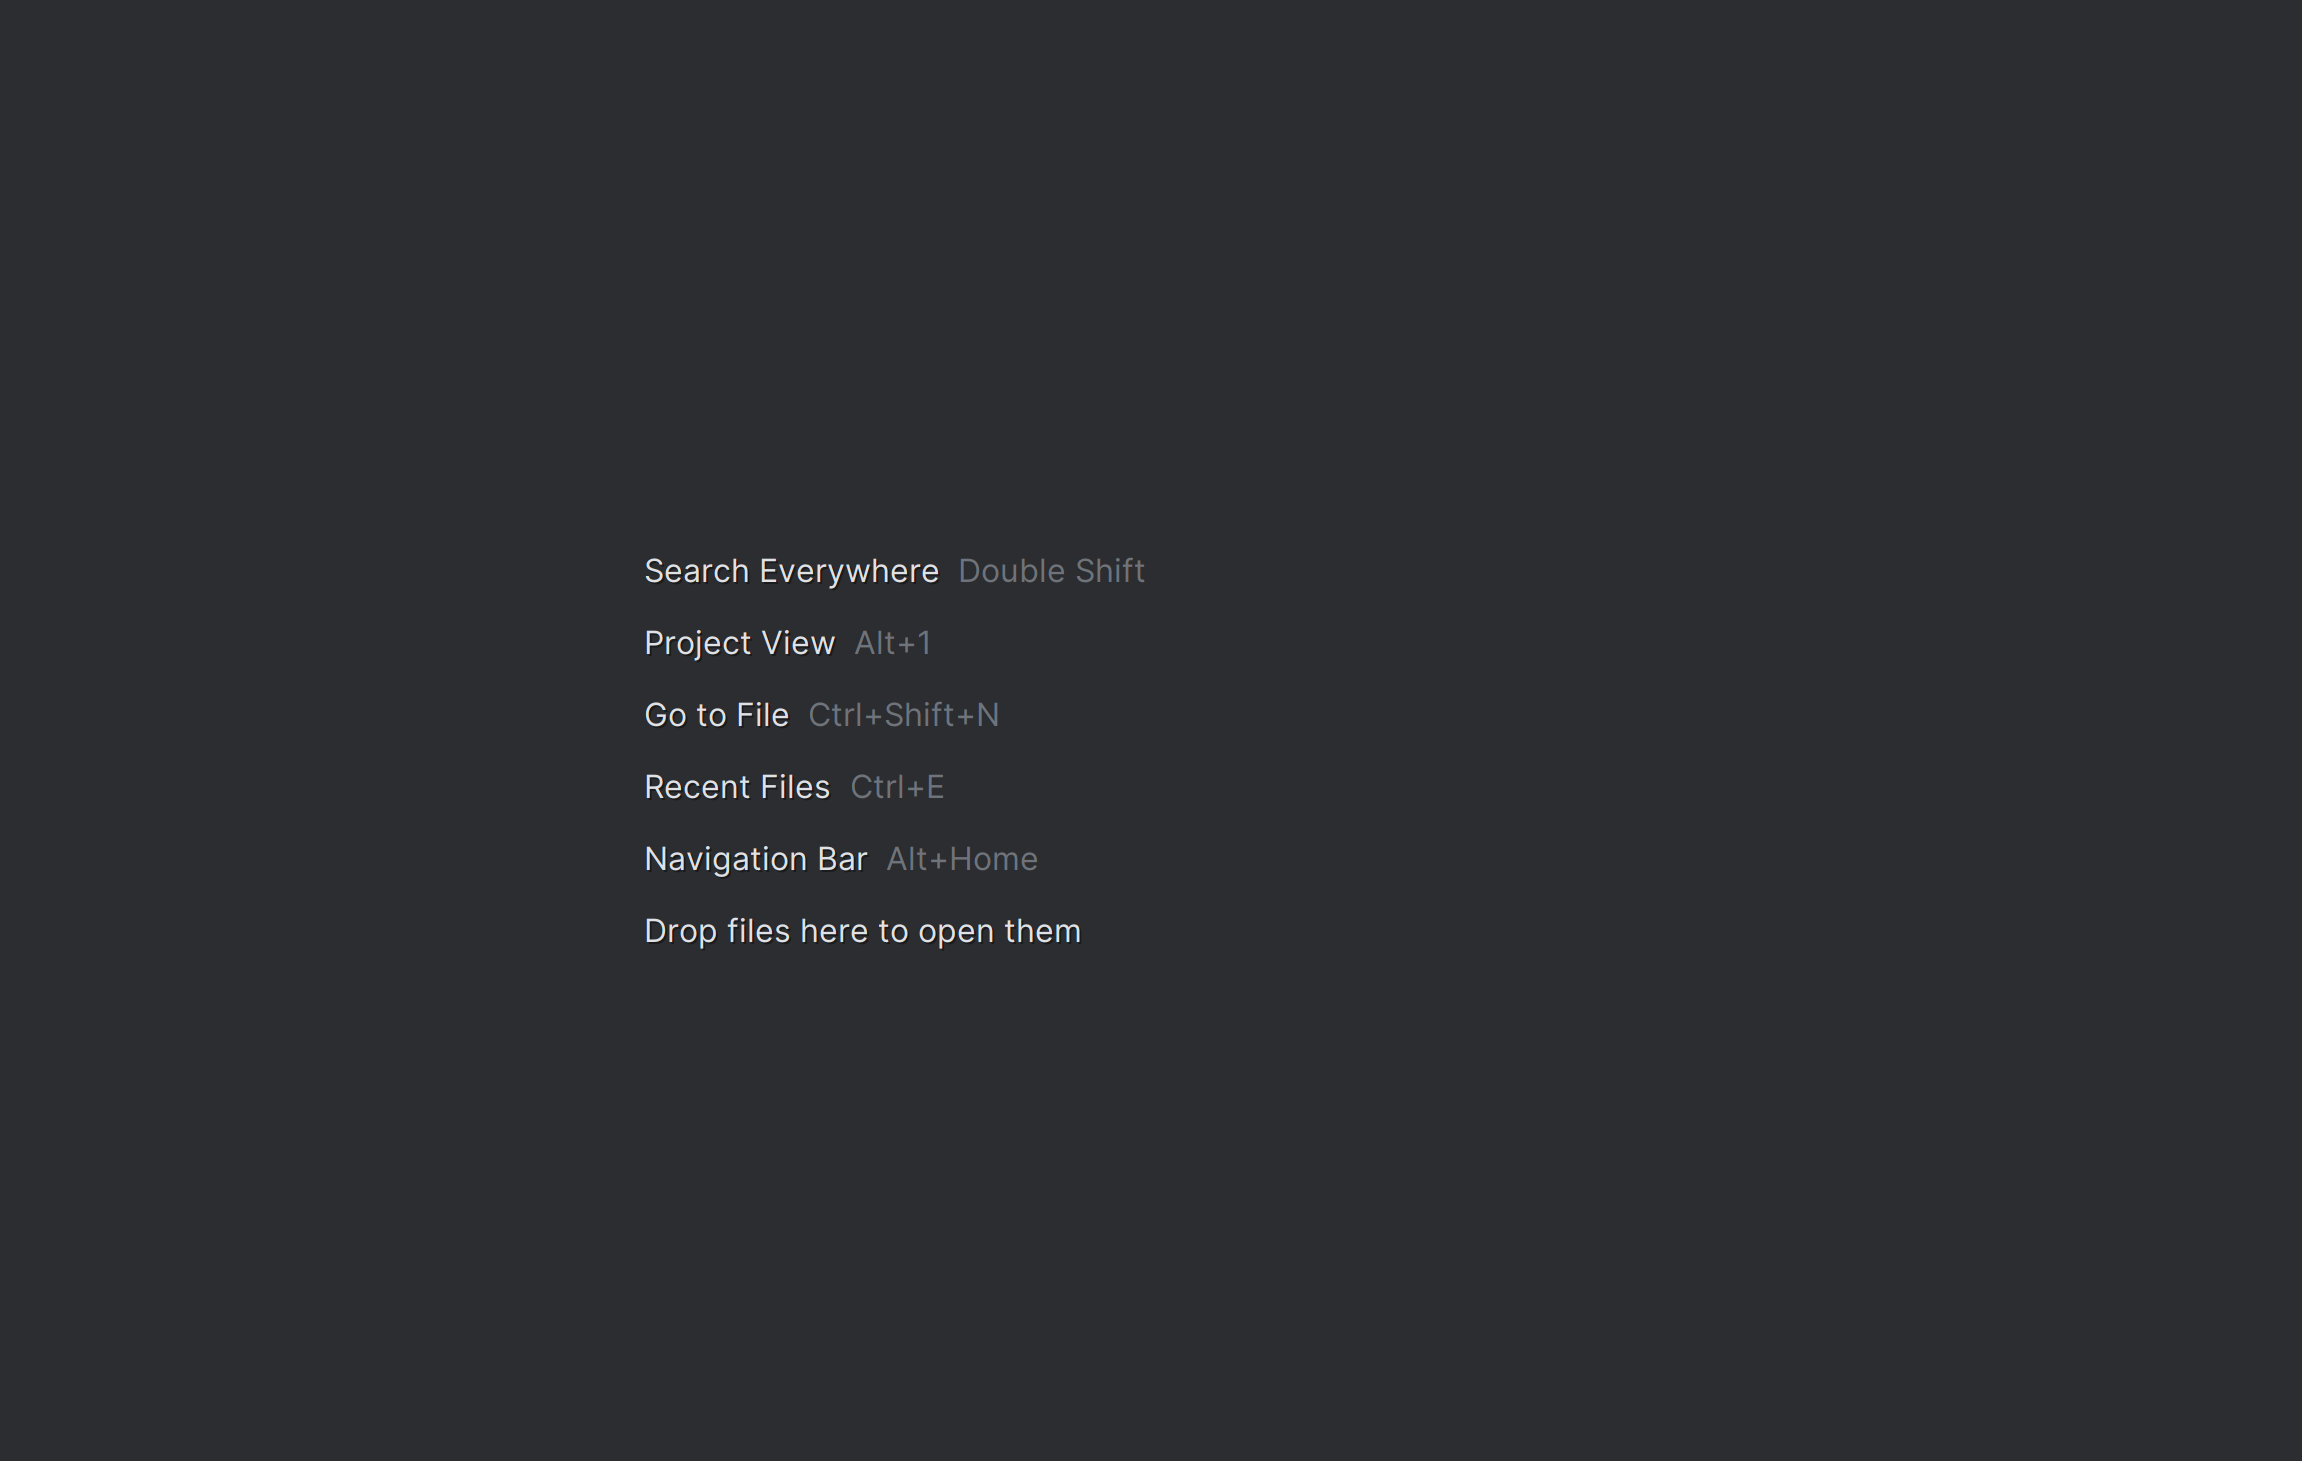 Search Everywhere Double Shift
Project View Alt+1
Go to File Ctrl+Shift+N
Recent Files Ctrl+E
Navigation Bar Alt+Home
Drop files here to open them